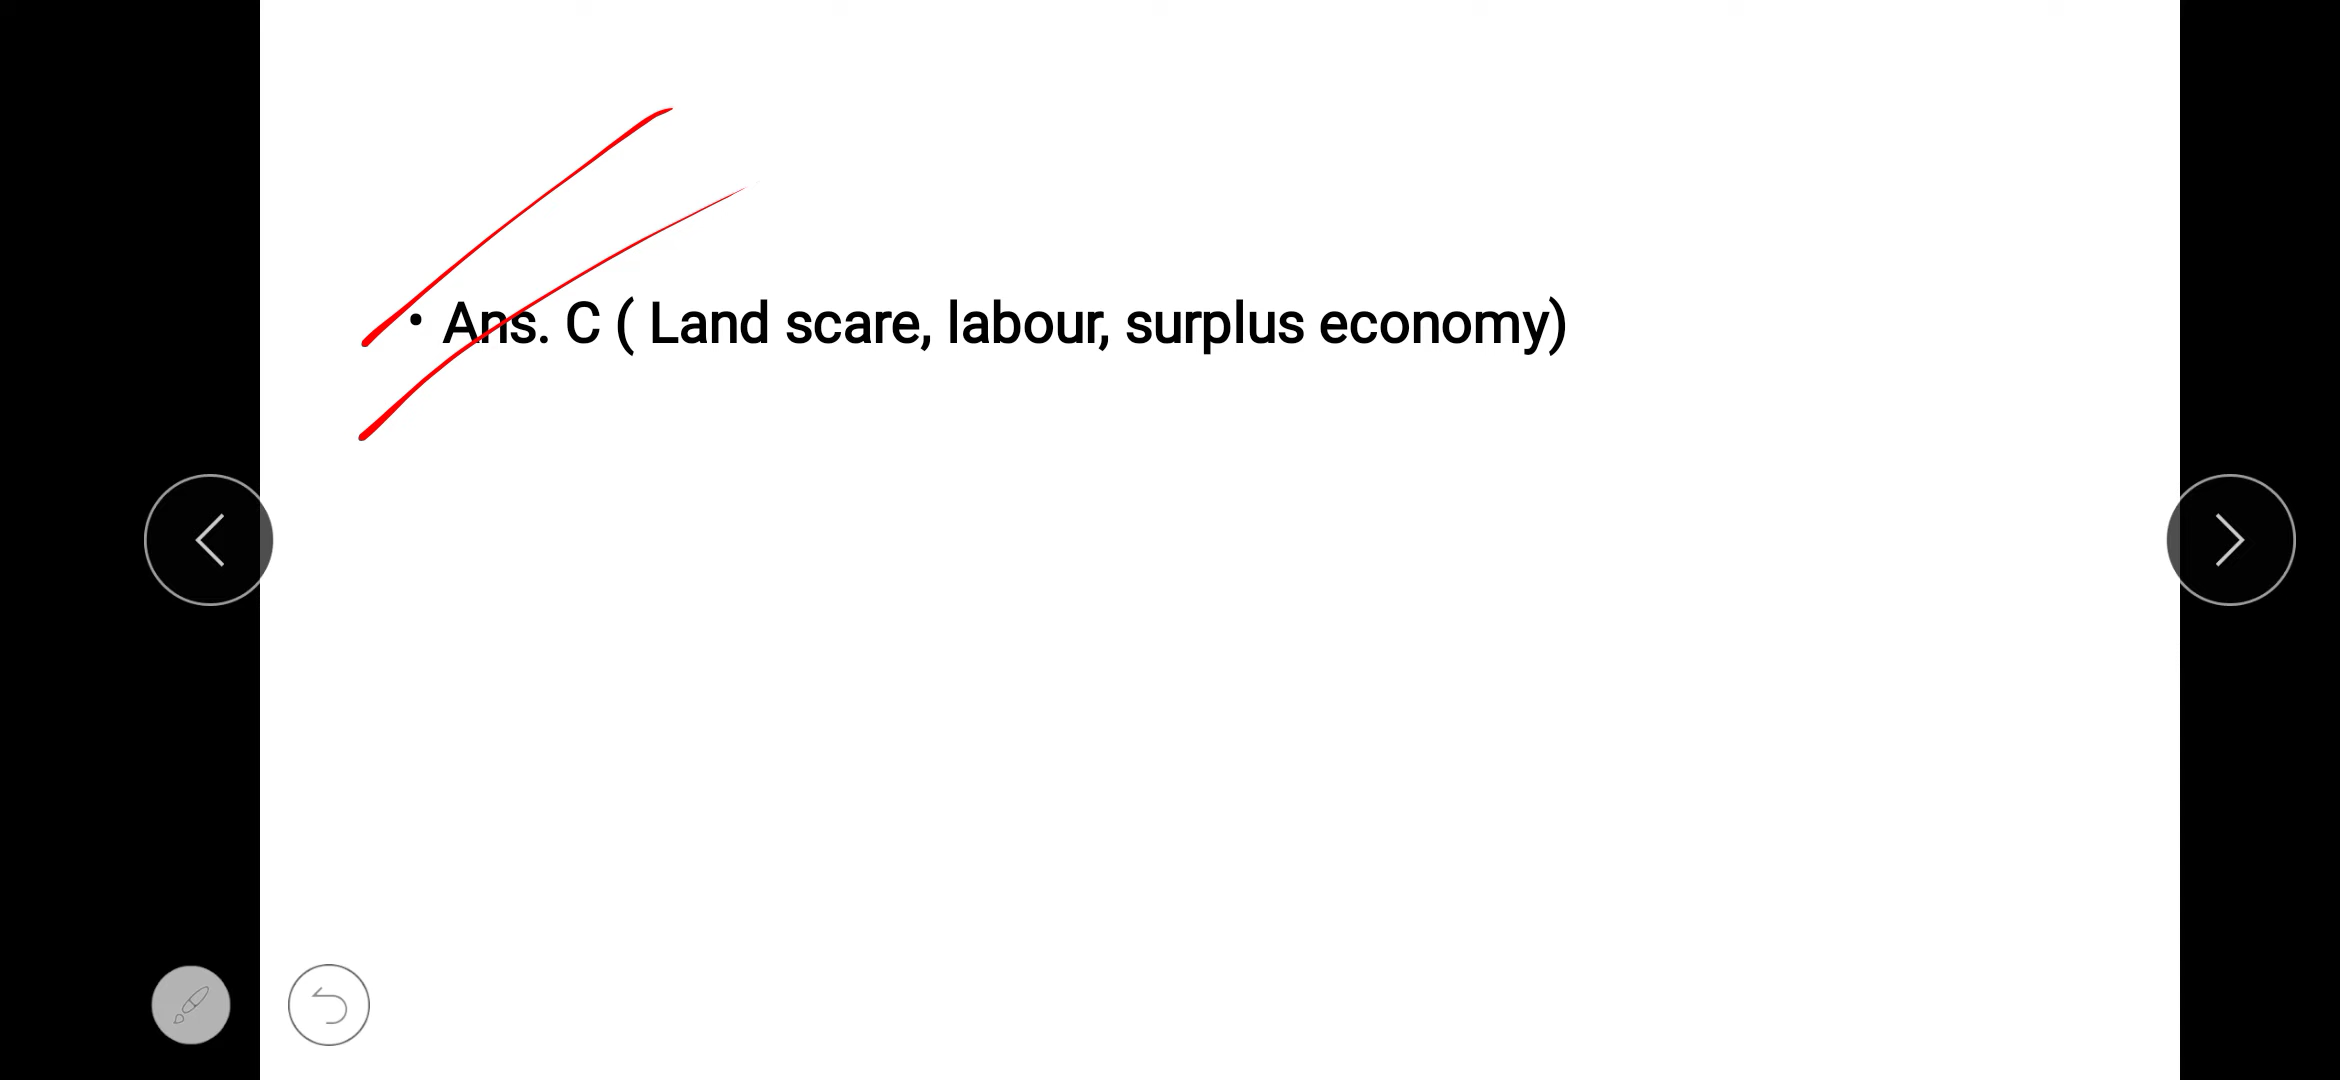 • Ans. C ( Land scare, labour, surplus economy)